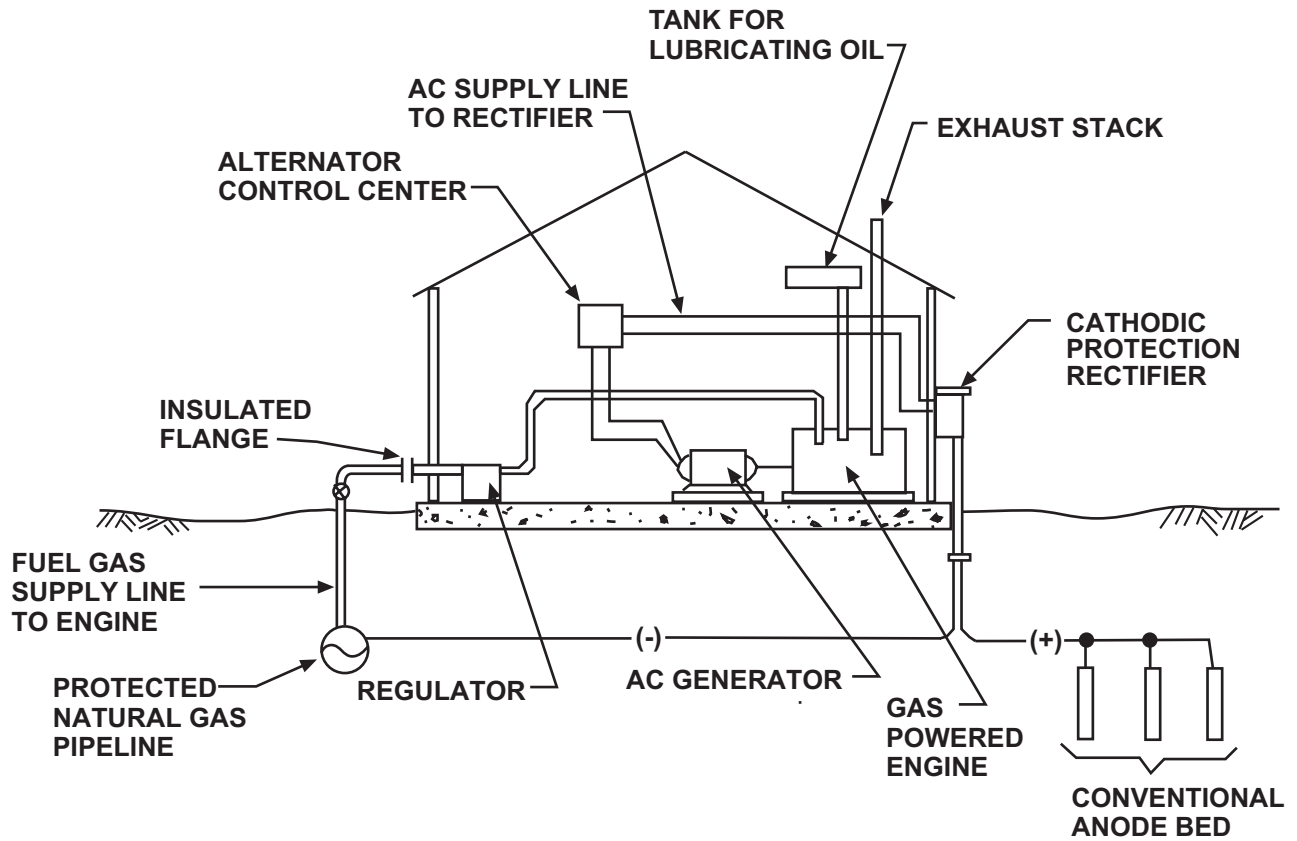 TANK FOR
LUBRICATING OIL
AC SUPPLY LINE
TO RECTIFIER
EXHAUST STACK
ALTERNATOR
CONTROL CENTER
CATHODIC
PROTECTION
RECTIFIER
INSULATED
FLANGE
FUEL GAS
SUPPLY LINE
TO ENGINE
(-)
(+)
PROTECTED
NATURAL GAS
PIPELINE
REGULATOR
AC GENERATOR
GAS
POWERED
ENGINE
CONVENTIONAL
ANODE BED